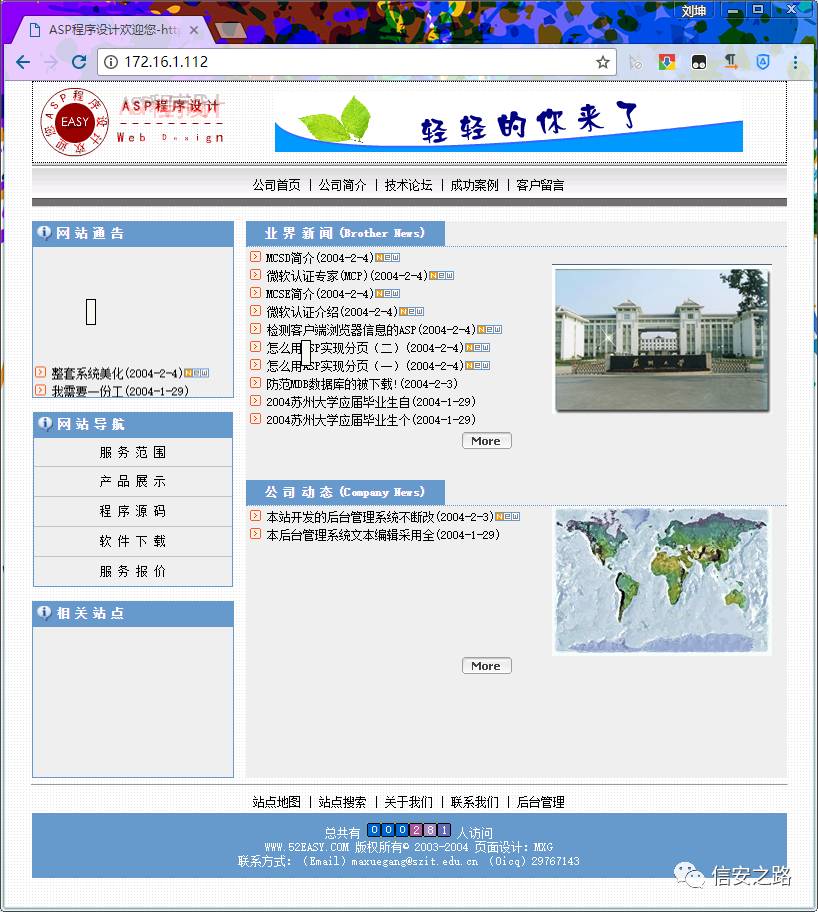 刘坤
ASP程序设计欢迎您-htt
172.16.1.112
ASP程序设计欢迎您
EASY
ASP程序设计
Web Design
轻轻的你来了
公司首页 | 公司简介 | 技术论坛 | 成功案例 | 客户留言
网站通告
整套系统美化(2004-2-4)New
我需要一份工(2004-1-29)
网站导航
服务范围
产品展示
程序源码
软件下载
服务报价
相关站点
业界新闻 (Brother News)
MCSD简介(2004-2-4)New
微软认证专家(MCP)(2004-2-4)New
MCSE简介(2004-2-4)New
微软认证介绍(2004-2-4)New
检测客户端浏览器信息的ASP(2004-2-4)New
怎么用SP实现分页（二）(2004-2-4)New
怎么用SP实现分页（一）(2004-2-4)New
防范MDB数据库的被下载!(2004-2-3)
2004苏州大学应届毕业生自(2004-1-29)
2004苏州大学应届毕业生个(2004-1-29)
More
公司动态 (Company News)
本站开发的后台管理系统不断改(2004-2-3)New
本后台管理系统文本编辑采用全(2004-1-29)
More
站点地图 | 站点搜索 | 关于我们 | 联系我们 | 后台管理
总共有 000281 人访问
WWW.52EASY.COM 版权所有© 2003-2004 页面设计: MXG
联系方式: (Email) maxuegang@szit.edu.cn (Oicq) 29767143
信安之路